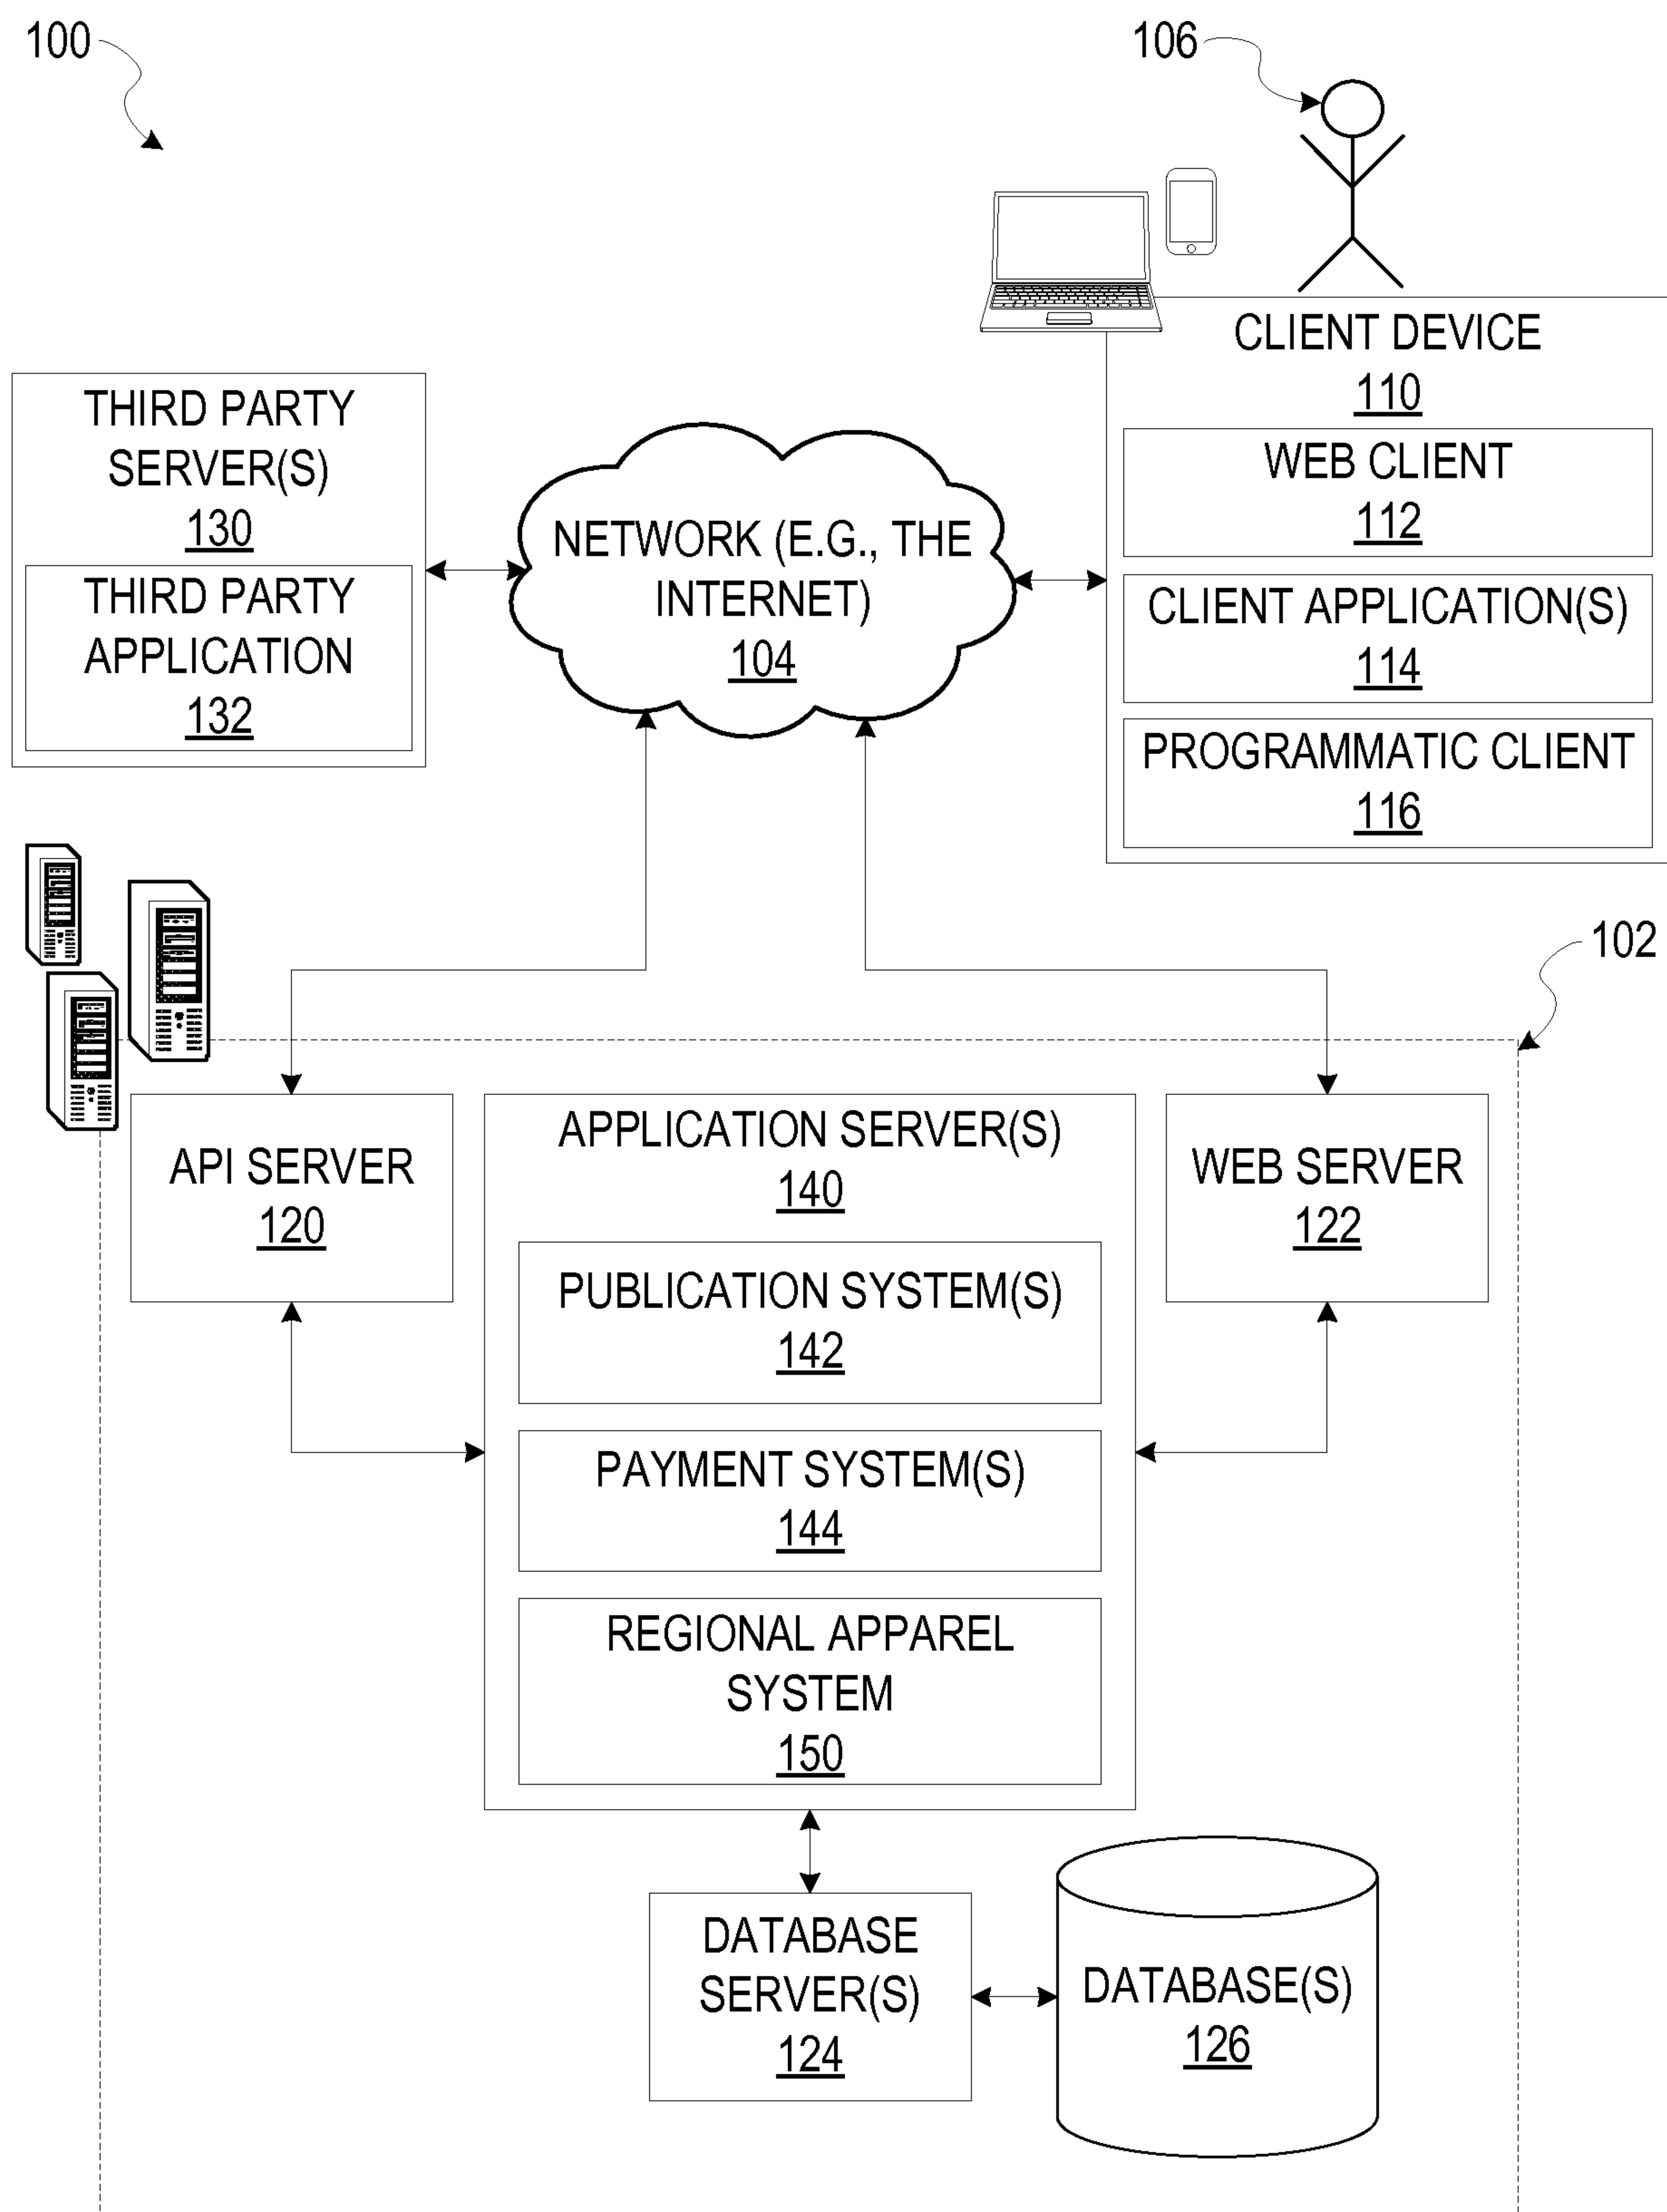 100
106
CLIENT DEVICE
110
WEB CLIENT
112
CLIENT APPLICATION(S)
114
PROGRAMMATIC CLIENT
116
THIRD PARTY
SERVER(S)
130
THIRD PARTY
APPLICATION
132
NETWORK (E.G., THE
INTERNET)
104
102
API SERVER
120
APPLICATION SERVER(S)
140
PUBLICATION SYSTEM(S)
142
PAYMENT SYSTEM(S)
144
REGIONAL APPAREL
SYSTEM
150
WEB SERVER
122
DATABASE
SERVER(S)
124
DATABASE(S)
126